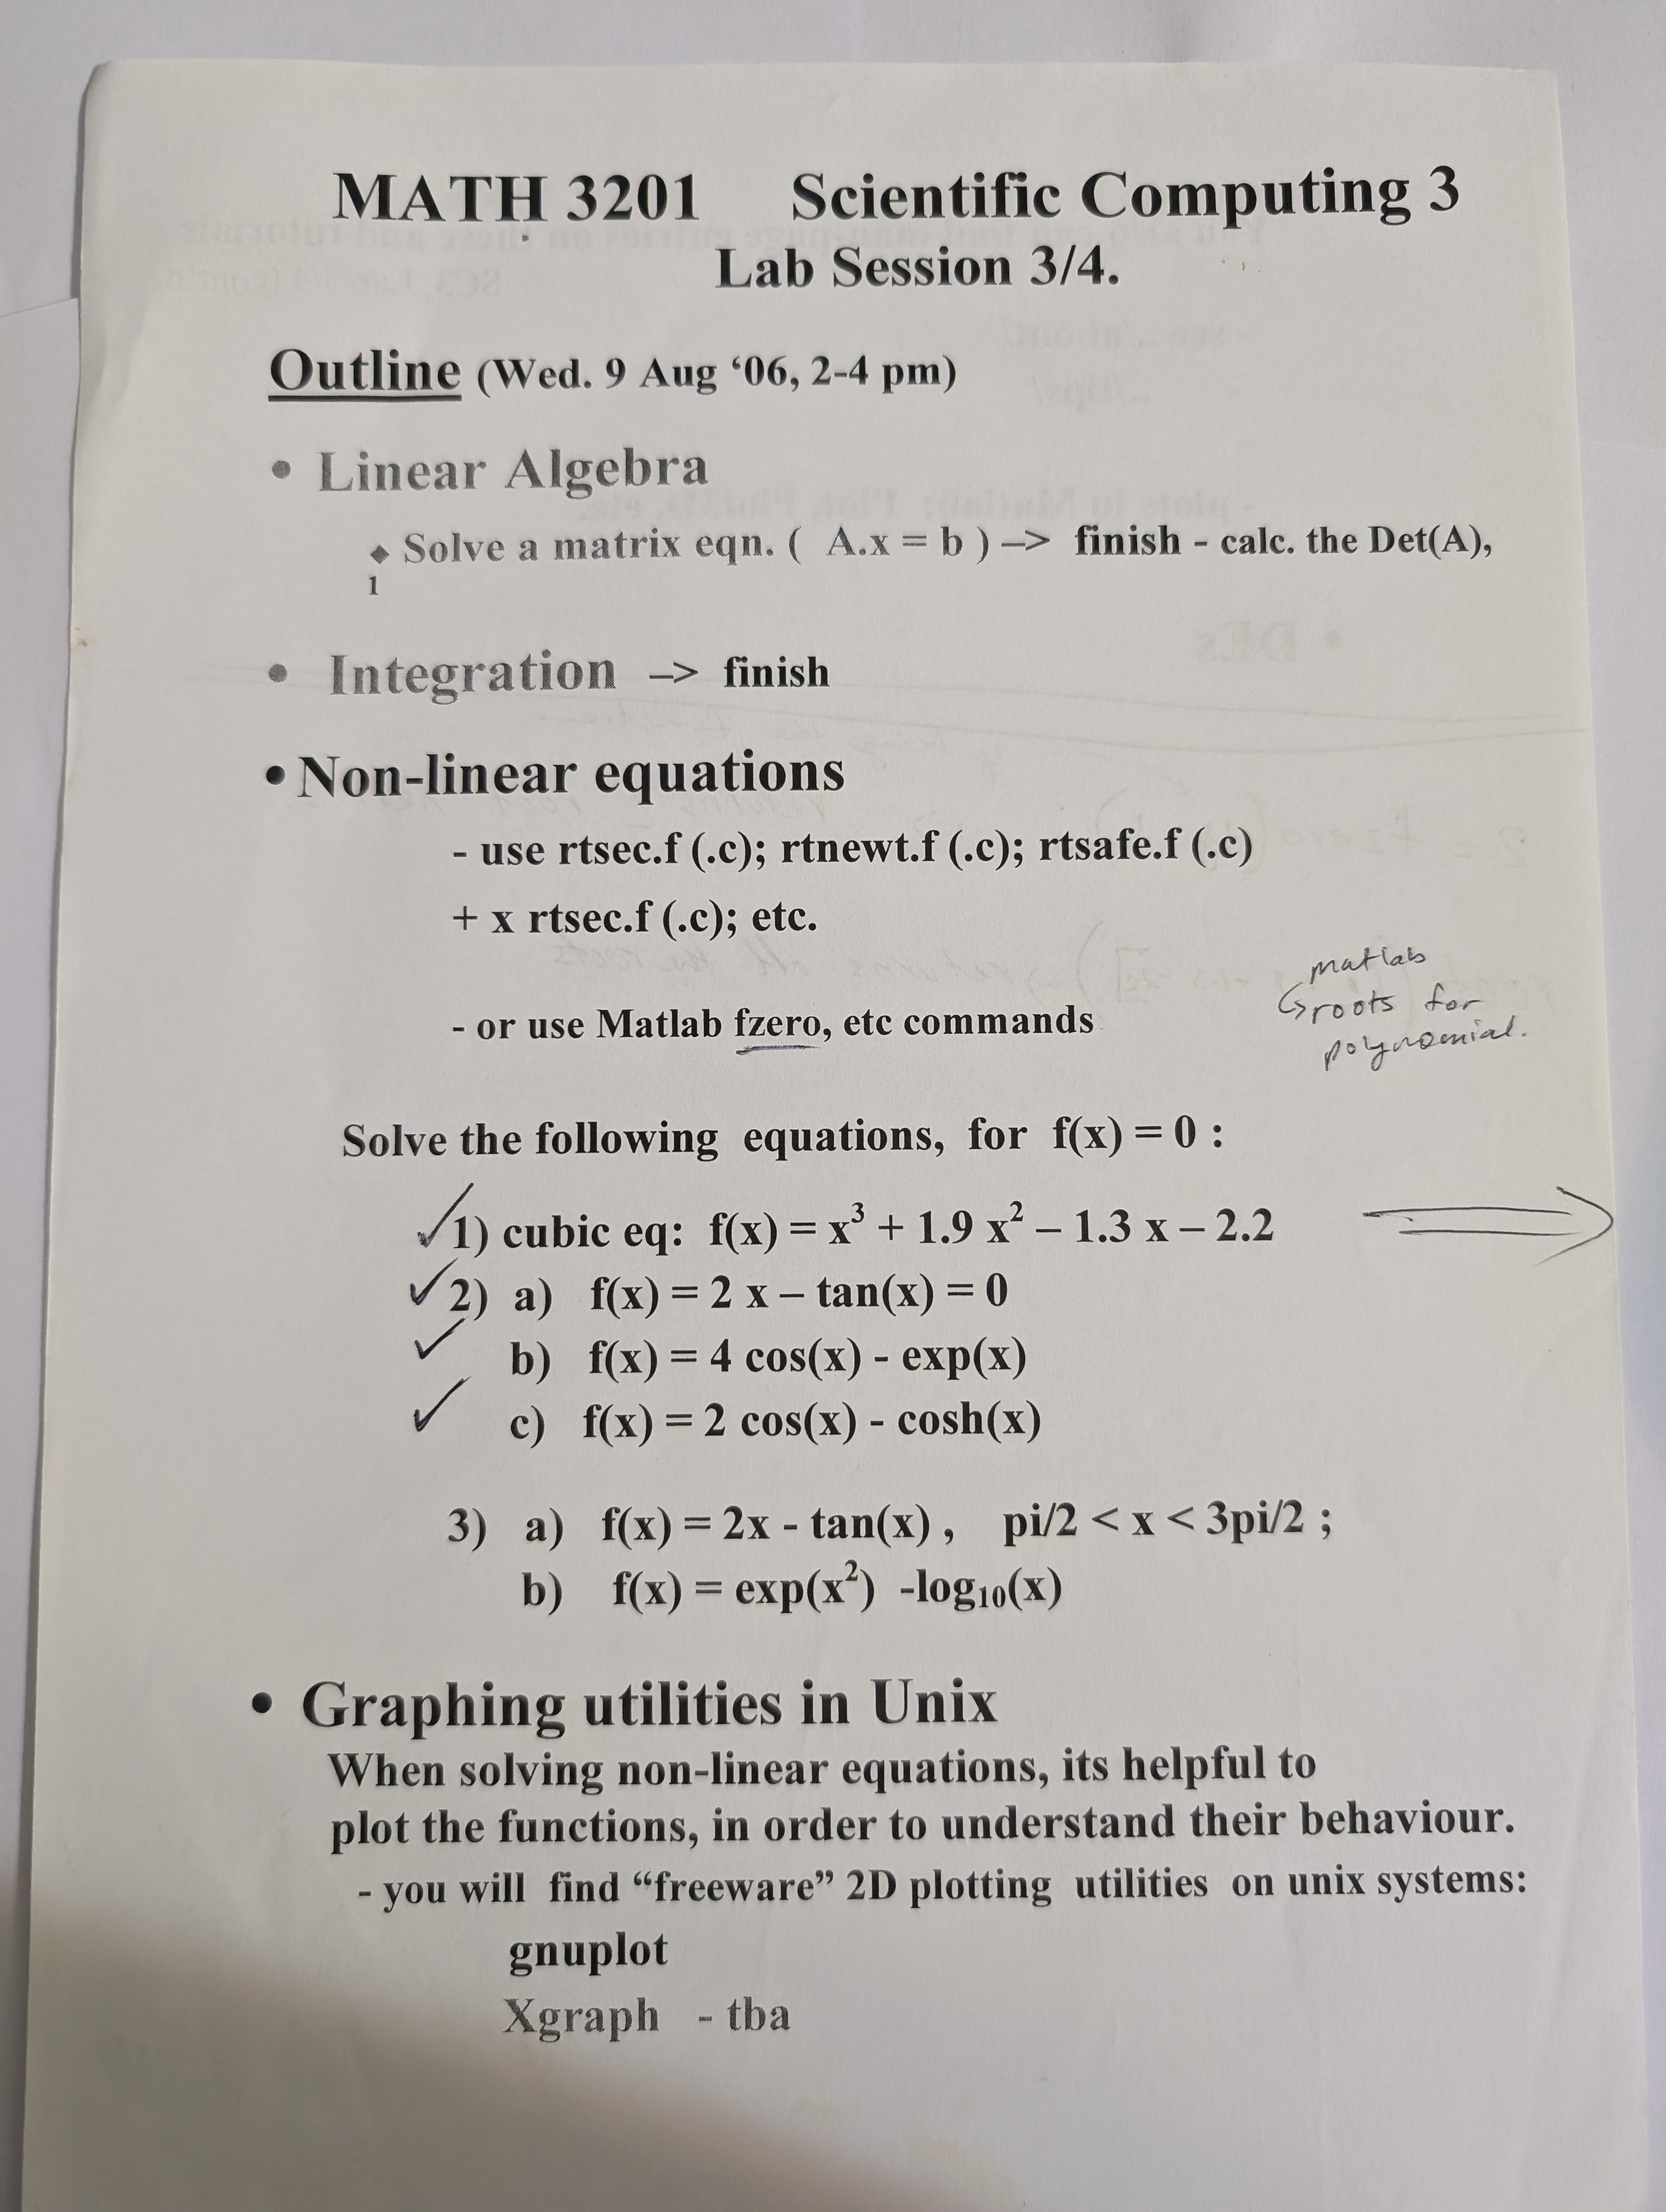 MATH 3201 Scientific Computing 3
Lab Session 3/4.
Outline (Wed. 9 Aug ‘06, 2-4 pm)
• Linear Algebra
◆ Solve a matrix eqn. ( A.x = b ) –> finish - calc. the Det(A),
1
• Integration –> finish
• Non-linear equations
- use rtsec.f (.c); rtnewt.f (.c); rtsafe.f (.c)
+ x rtsec.f (.c); etc.
matlab
↳ roots for
polynomial.
- or use Matlab fzero, etc commands
Solve the following equations, for f(x) = 0 :
✓1) cubic eq: f(x) = x³ + 1.9 x² – 1.3 x – 2.2
✓2) a) f(x) = 2 x – tan(x) = 0
✓ b) f(x) = 4 cos(x) - exp(x)
✓ c) f(x) = 2 cos(x) - cosh(x)
3) a) f(x) = 2x - tan(x) , pi/2 < x < 3pi/2 ;
b) f(x) = exp(x²) -log₁₀(x)
• Graphing utilities in Unix
When solving non-linear equations, its helpful to
plot the functions, in order to understand their behaviour.
- you will find “freeware” 2D plotting utilities on unix systems:
gnuplot
Xgraph - tba